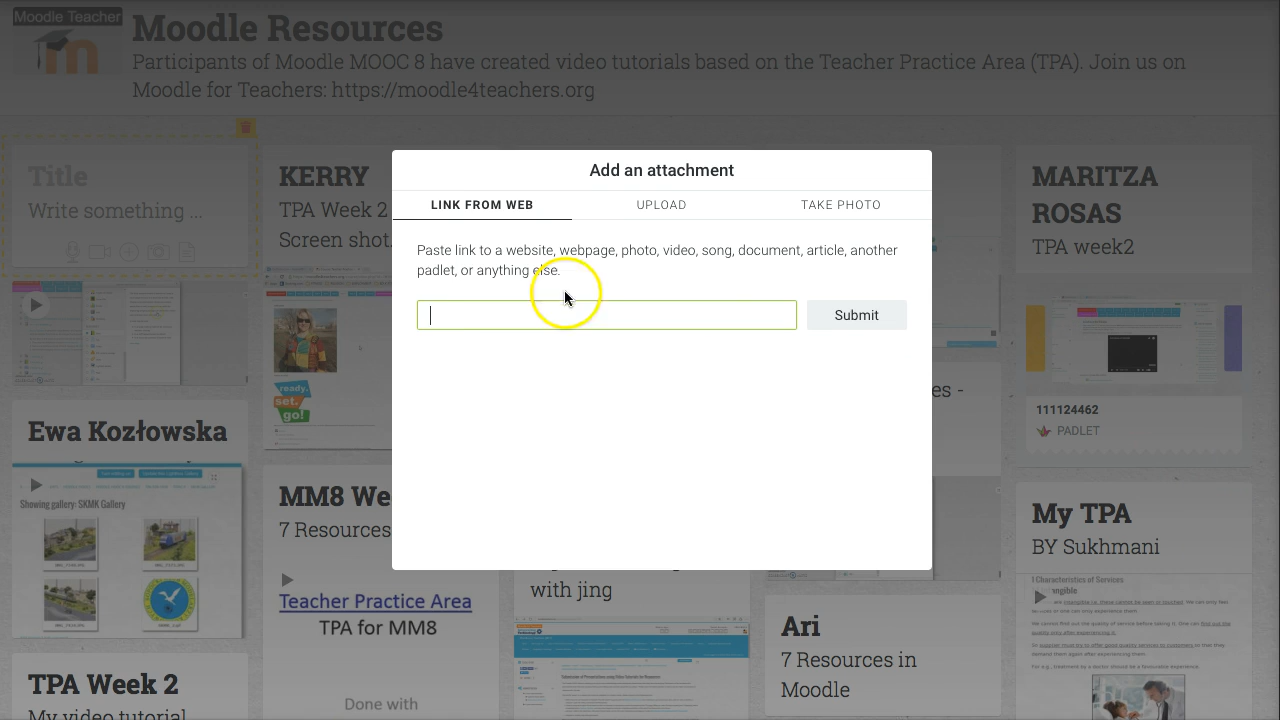 Moodle Teacher
Moodle Resources
Participants of Moodle MOOC 8 have created video tutorials based on the Teacher Practice Area (TPA). Join us on
Moodle for Teachers: https://moodle4teachers.org
Add an attachment
LINK FROM WEB
UPLOAD
TAKE PHOTO
Paste link to a website, webpage, photo, video, song, document, article, another
padlet, or anything else.
Submit
Title
Write something ...
Ewa Kozłowska
Showing gallery: SKMK Gallery
TPA Week 2
My video tutorial
KERRY
TPA Week 2
Screen shot.
ready.
set.
go!
MM8 We
7 Resources
Teacher Practice Area
TPA for MM8
Done with
with jing
es -
Ari
7 Resources in
Moodle
MARITZA
ROSAS
TPA week2
111124462
PADLET
My TPA
BY Sukhmani
Characteristics of Services